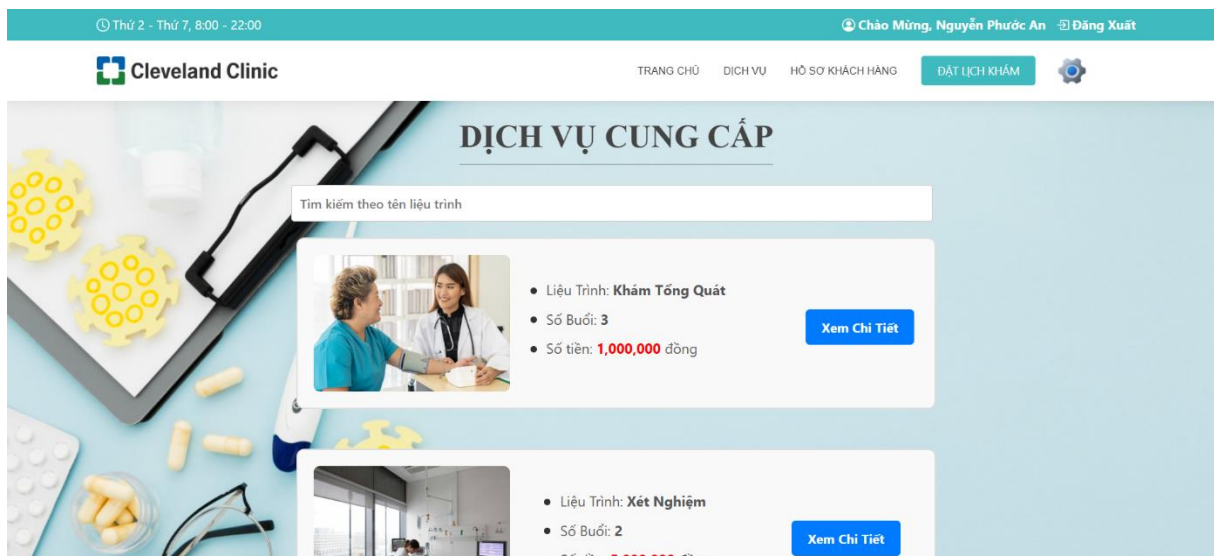 Thứ 2 - Thứ 7, 8:00 - 22:00
Chào Mừng, Nguyễn Phước An
Đăng Xuất
Cleveland Clinic
TRANG CHỦ
DỊCH VỤ
HỒ SƠ KHÁCH HÀNG
ĐẶT LỊCH KHÁM
DỊCH VỤ CUNG CẤP
Tìm kiếm theo tên liệu trình
Liệu Trình: Khám Tổng Quát
Số Buổi: 3
Số tiền: 1,000,000 đồng
Xem Chi Tiết
Liệu Trình: Xét Nghiệm
Số Buổi: 2
Xem Chi Tiết